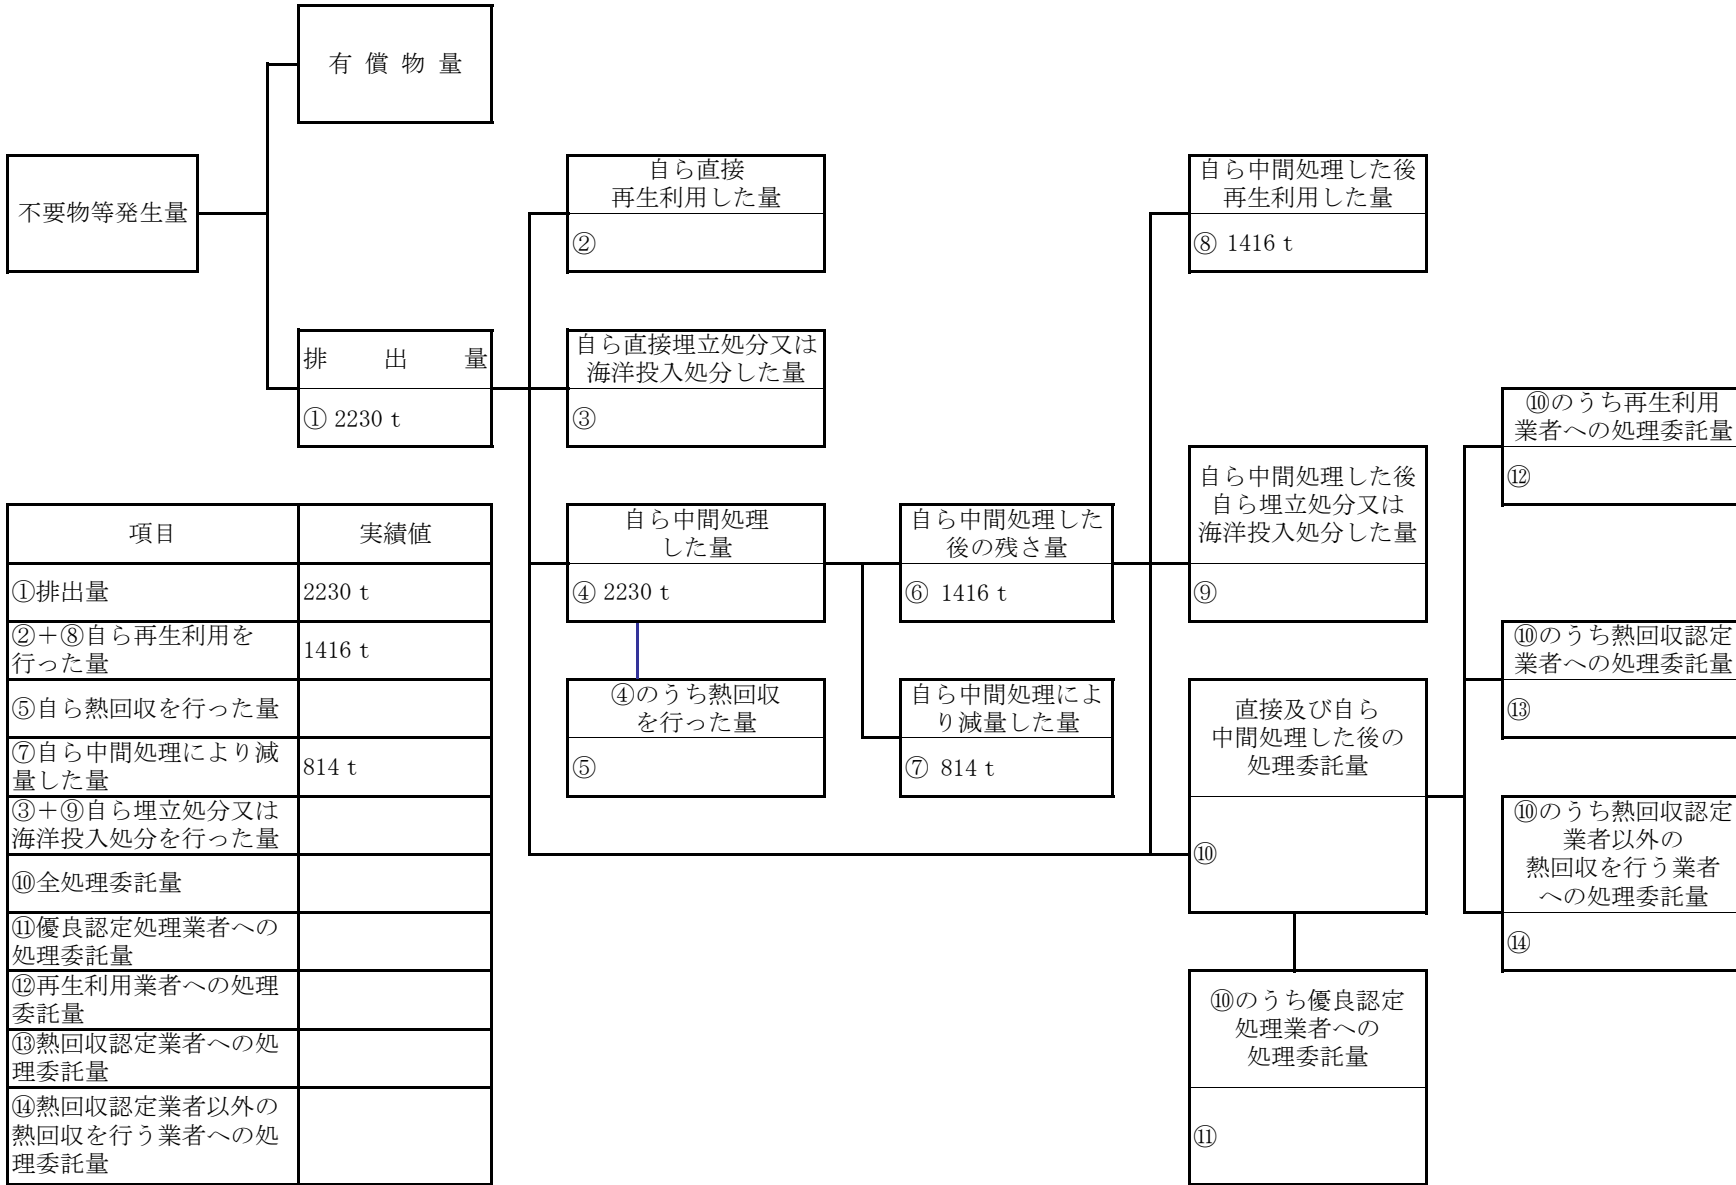 有 償 物 量
不要物等発生量
自ら直接
再生利用した量
②
自ら中間処理した後
再生利用した量
⑧ 1416 t
排 出 量
① 2230 t
自ら直接埋立処分又は
海洋投入処分した量
③
⑩のうち再生利用
業者への処理委託量
⑫
自ら中間処理した後
自ら埋立処分又は
海洋投入処分した量
⑨
自ら中間処理
した量
④ 2230 t
自ら中間処理した
後の残さ量
⑥ 1416 t
⑩のうち熱回収認定
業者への処理委託量
⑬
④のうち熱回収
を行った量
⑤
自ら中間処理によ
り減量した量
⑦ 814 t
直接及び自ら
中間処理した後の
処理委託量
⑩
⑩のうち熱回収認定
業者以外の
熱回収を行う業者
への処理委託量
⑭
⑩のうち優良認定
処理業者への
処理委託量
⑪
項目 実績値
①排出量 2230 t
②＋⑧自ら再生利用を
行った量 1416 t
⑤自ら熱回収を行った量
⑦自ら中間処理により減
量した量 814 t
③＋⑨自ら埋立処分又は
海洋投入処分を行った量
⑩全処理委託量
⑪優良認定処理業者への
処理委託量
⑫再生利用業者への処理
委託量
⑬熱回収認定業者への処
理委託量
⑭熱回収認定業者以外の
熱回収を行う業者への処
理委託量